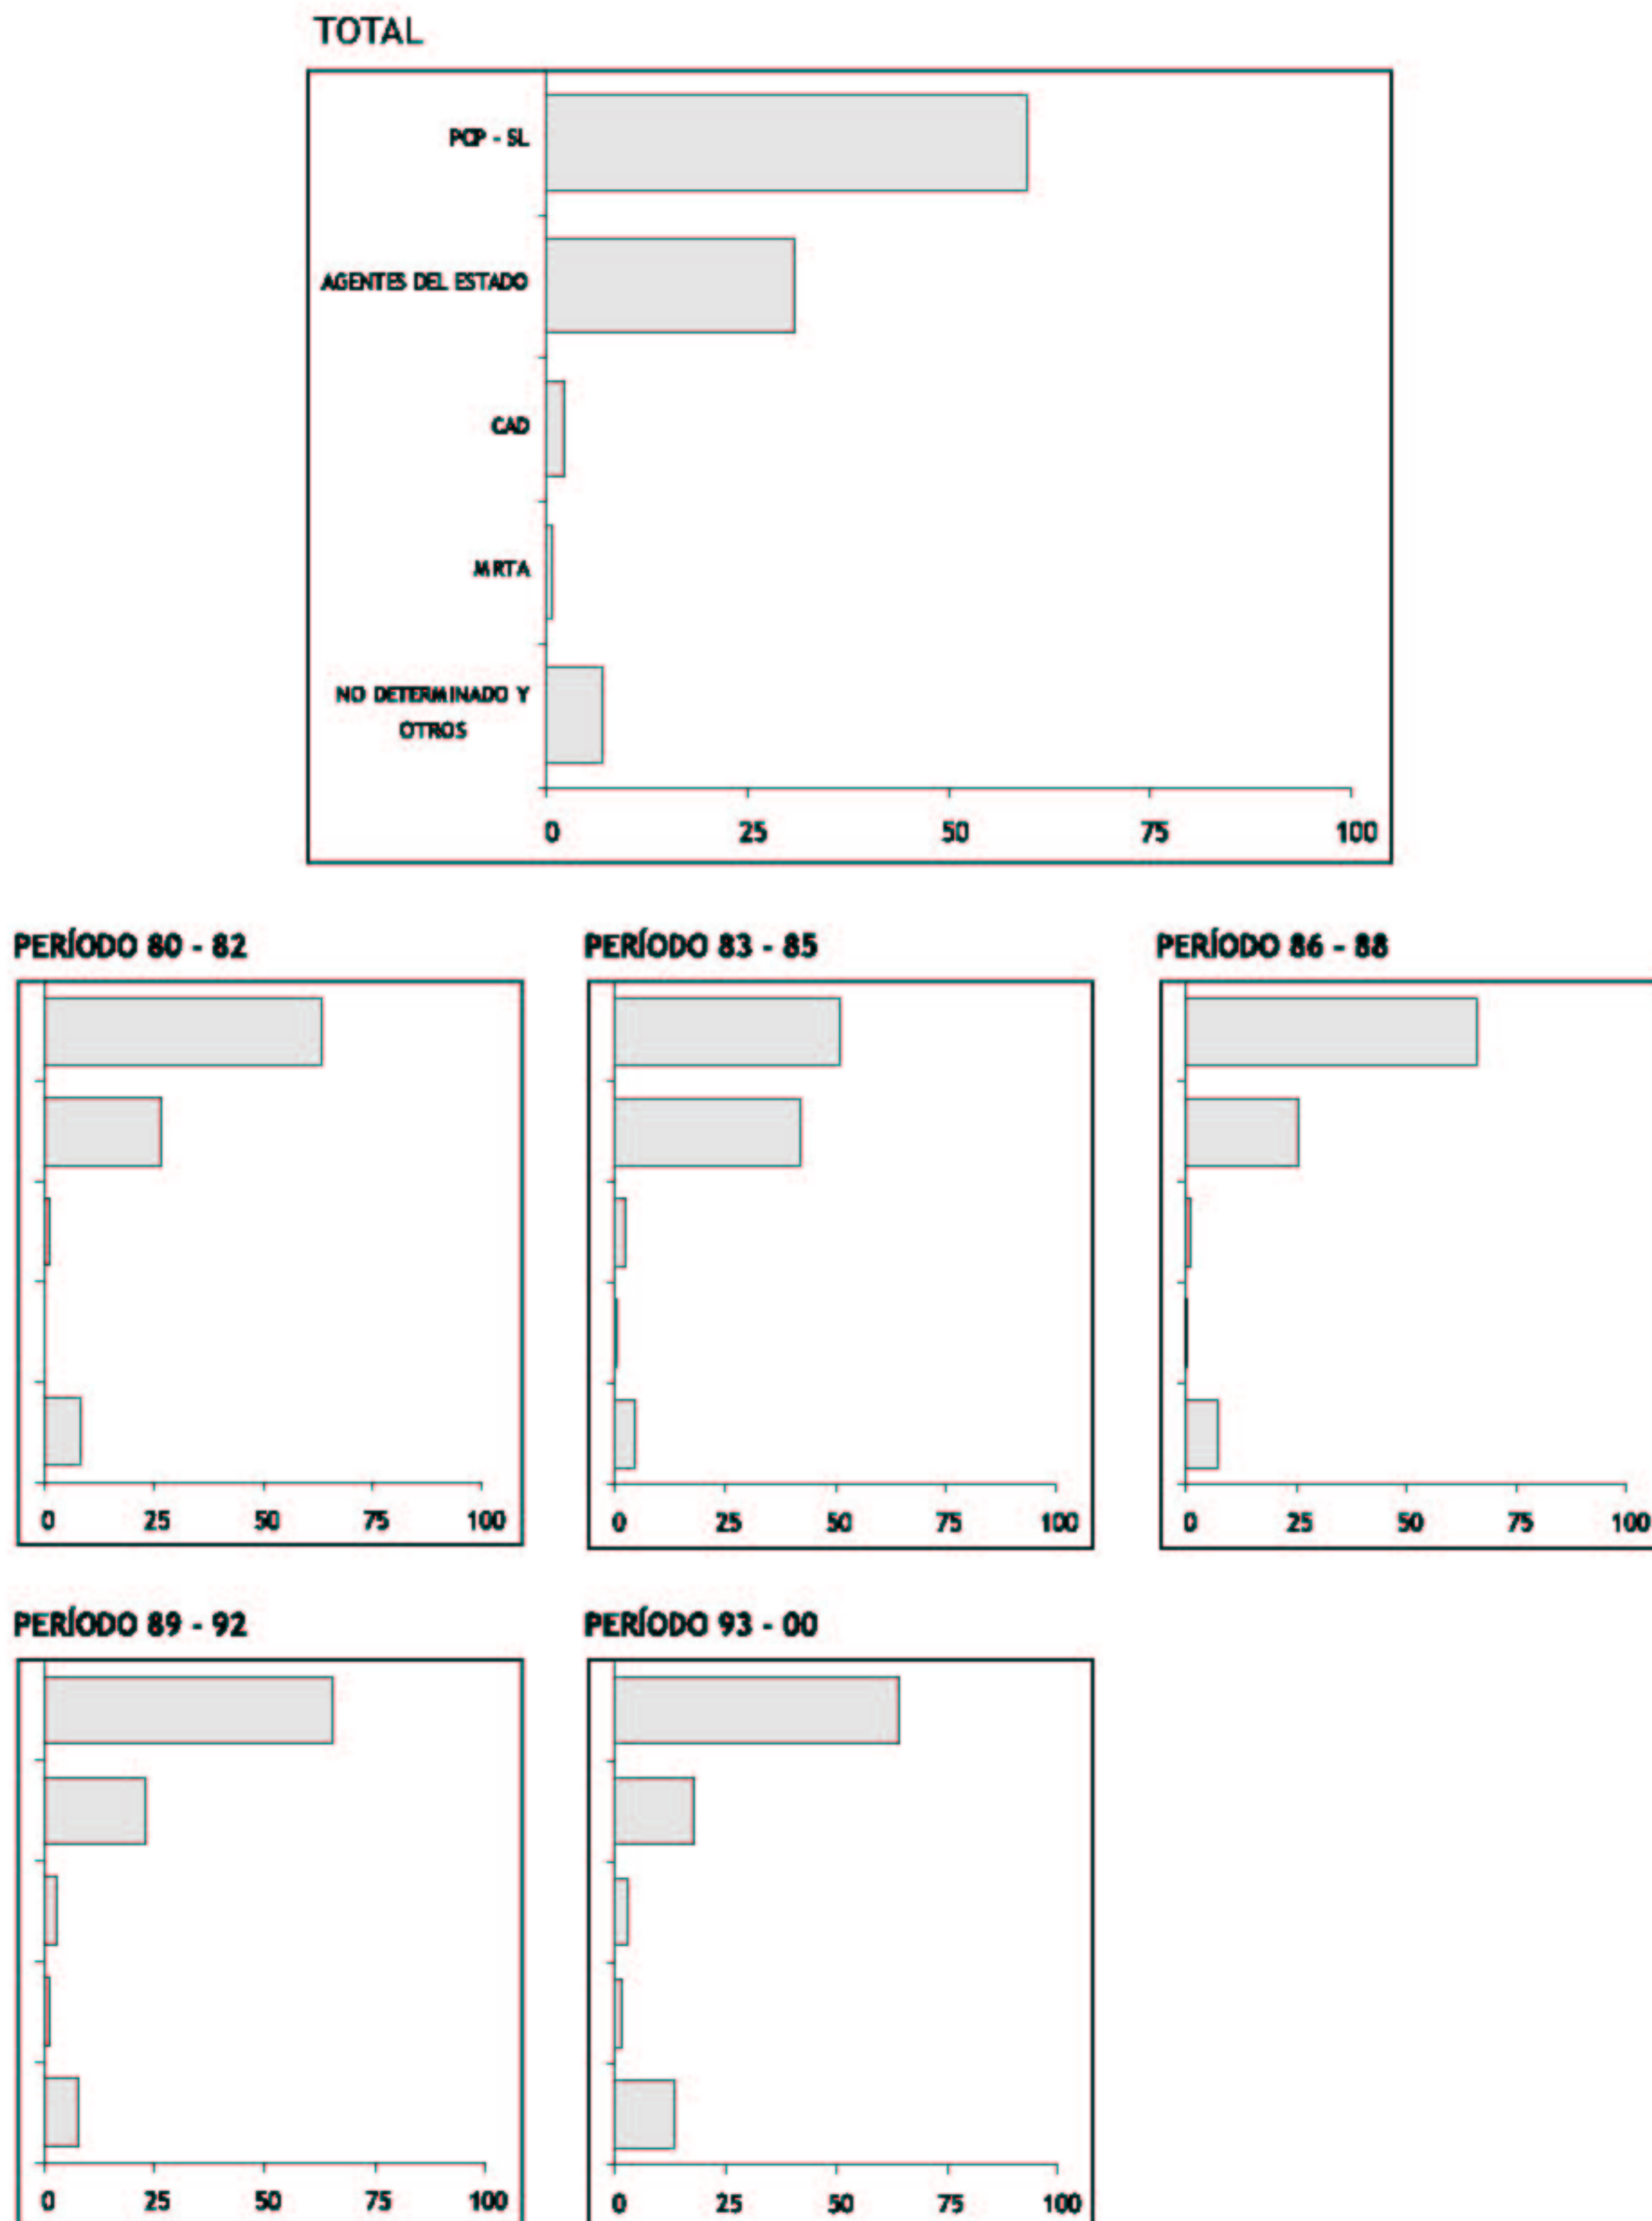 TOTAL
PCP - SL
AGENTES DEL ESTADO
CAD
MRTA
NO DETERMINADO Y
OTROS
0 25 50 75 100
PERÍODO 80 - 82
PERÍODO 83 - 85
PERÍODO 86 - 88
0 25 50 75 100
0 25 50 75 100
0 25 50 75 100
PERÍODO 89 - 92
PERÍODO 93 - 00
0 25 50 75 100
0 25 50 75 100